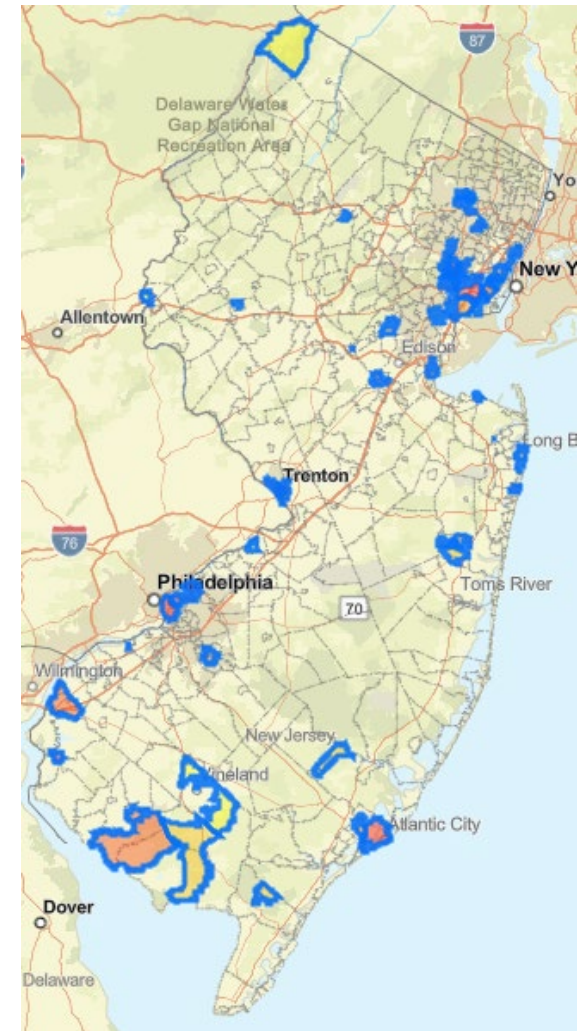 87
Delaware Water
Gap National
Recreation Area
Yo
New Y
Allentown
Edison
Long B
Trenton
76
Philadelphia
Toms River
70
Wilmington
New Jersey
Vineland
Atlantic City
Dover
Delaware